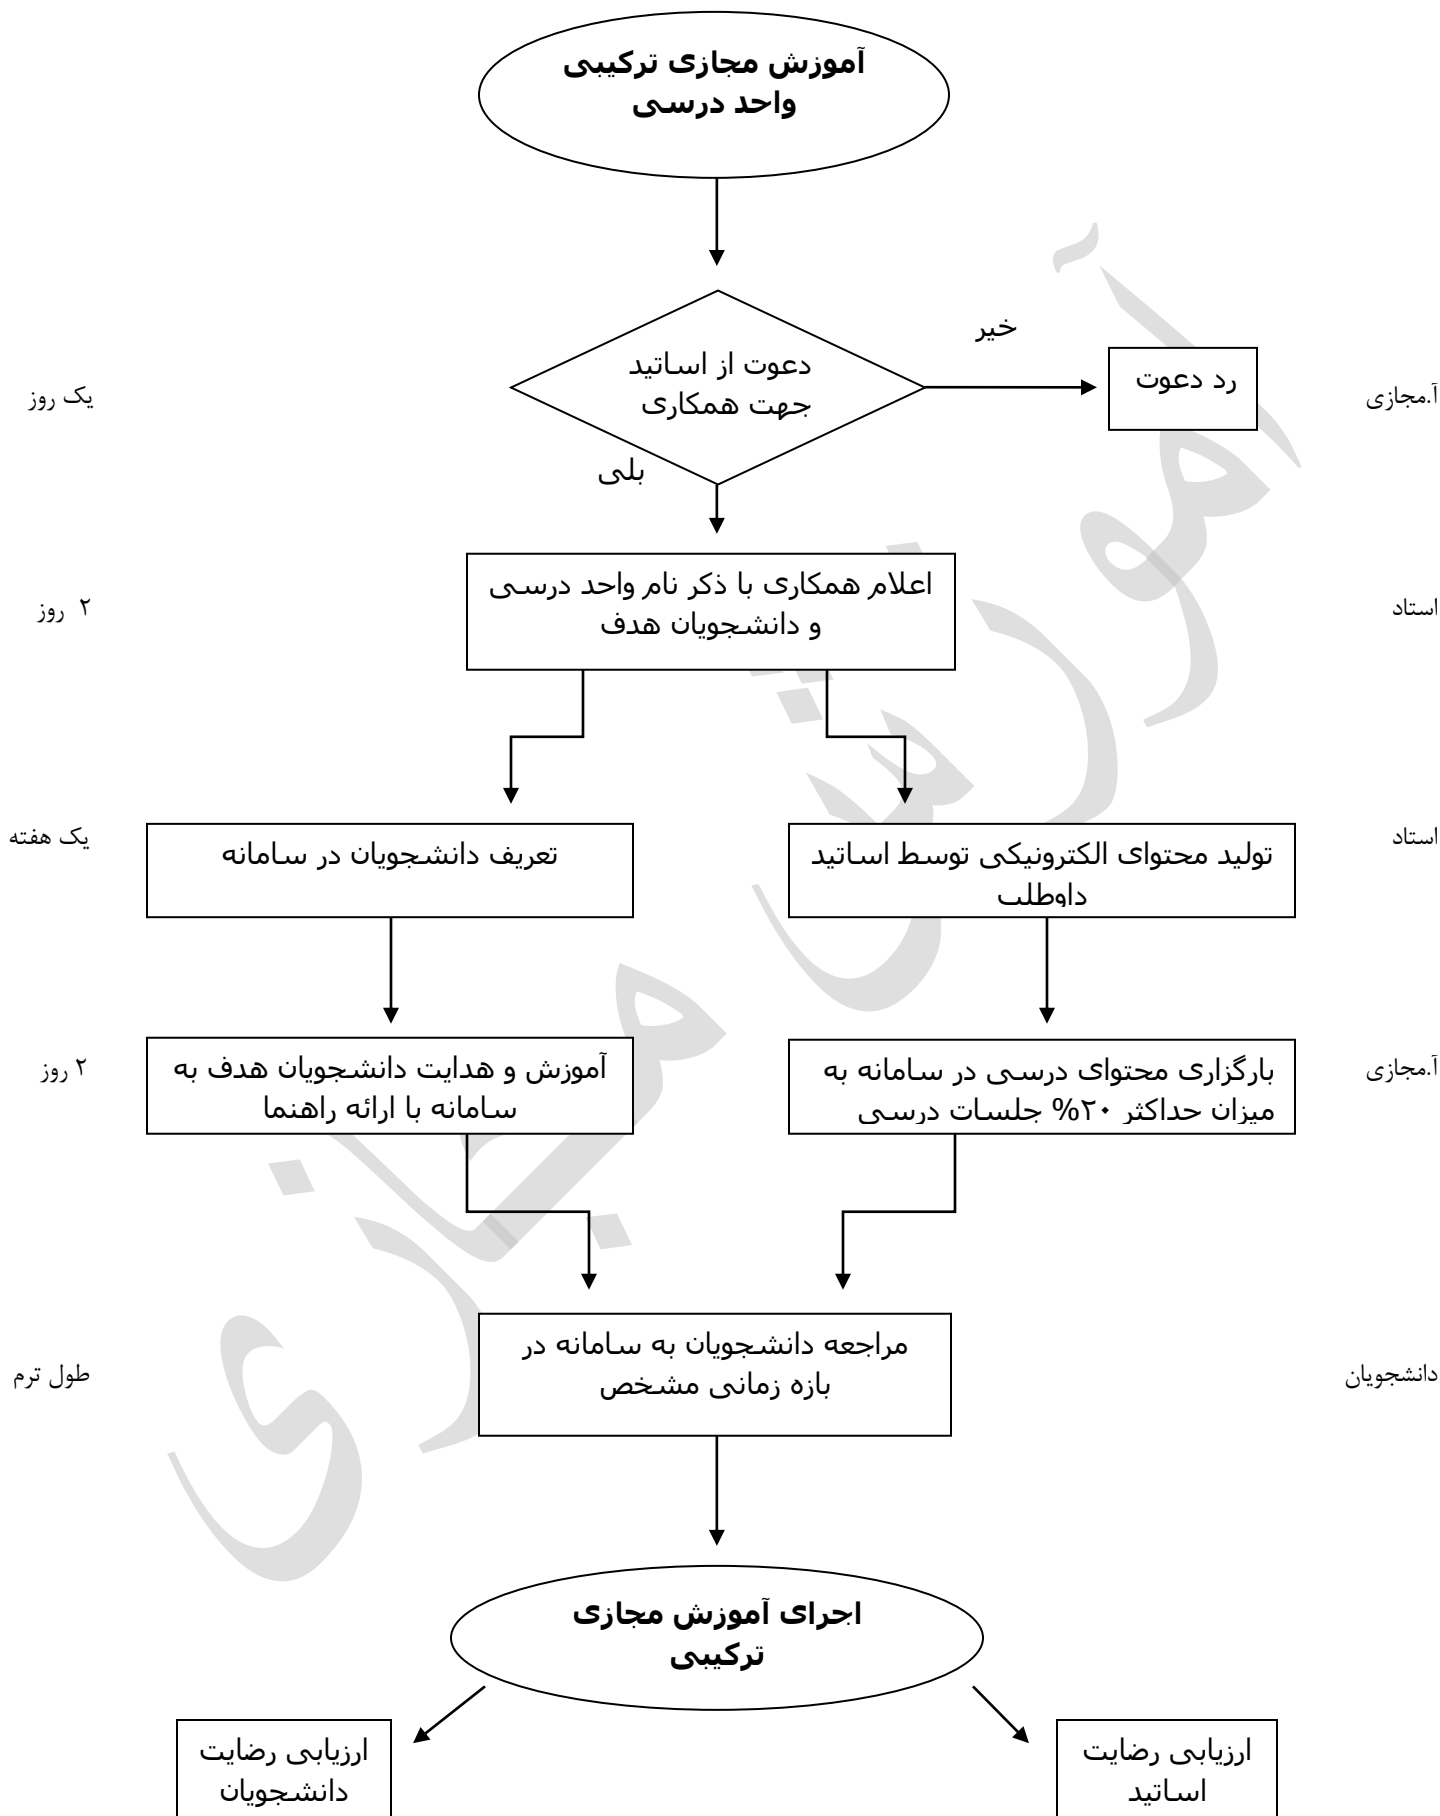 آموزش مجازی ترکیبی
واحد درسی
خیر
دعوت از اساتید
جهت همکاری
رد دعوت
آ.مجازی
یک روز
بلی
اعلام همکاری با ذکر نام واحد درسی
و دانشجویان هدف
استاد
۲ روز
تولید محتوای الکترونیکی توسط اساتید
داوطلب
تعریف دانشجویان در سامانه
استاد
یک هفته
بارگزاری محتوای درسی در سامانه به
میزان حداکثر ۲۰% جلسات درسی
آموزش و هدایت دانشجویان هدف به
سامانه با ارائه راهنما
آ.مجازی
۲ روز
مراجعه دانشجویان به سامانه در
بازه زمانی مشخص
دانشجویان
طول ترم
اجرای آموزش مجازی
ترکیبی
ارزیابی رضایت
اساتید
ارزیابی رضایت
دانشجویان
آموزش مجازی